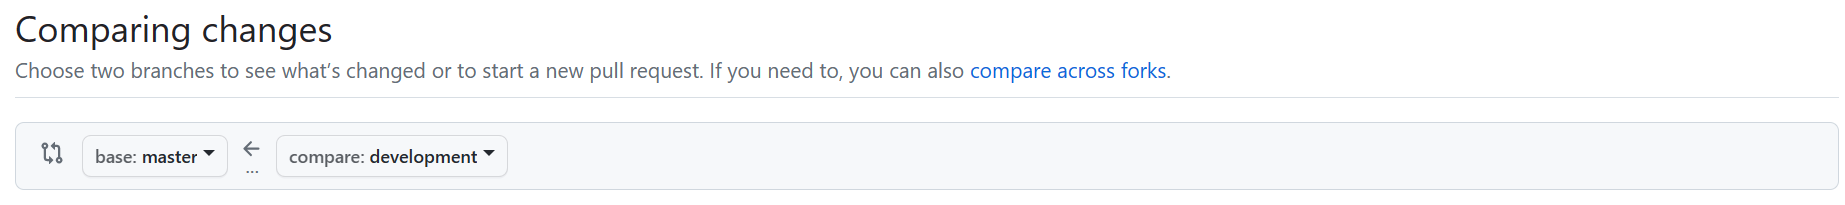 Comparing changes
Choose two branches to see what’s changed or to start a new pull request. If you need to, you can also compare across forks.
base: master ← compare: development
...